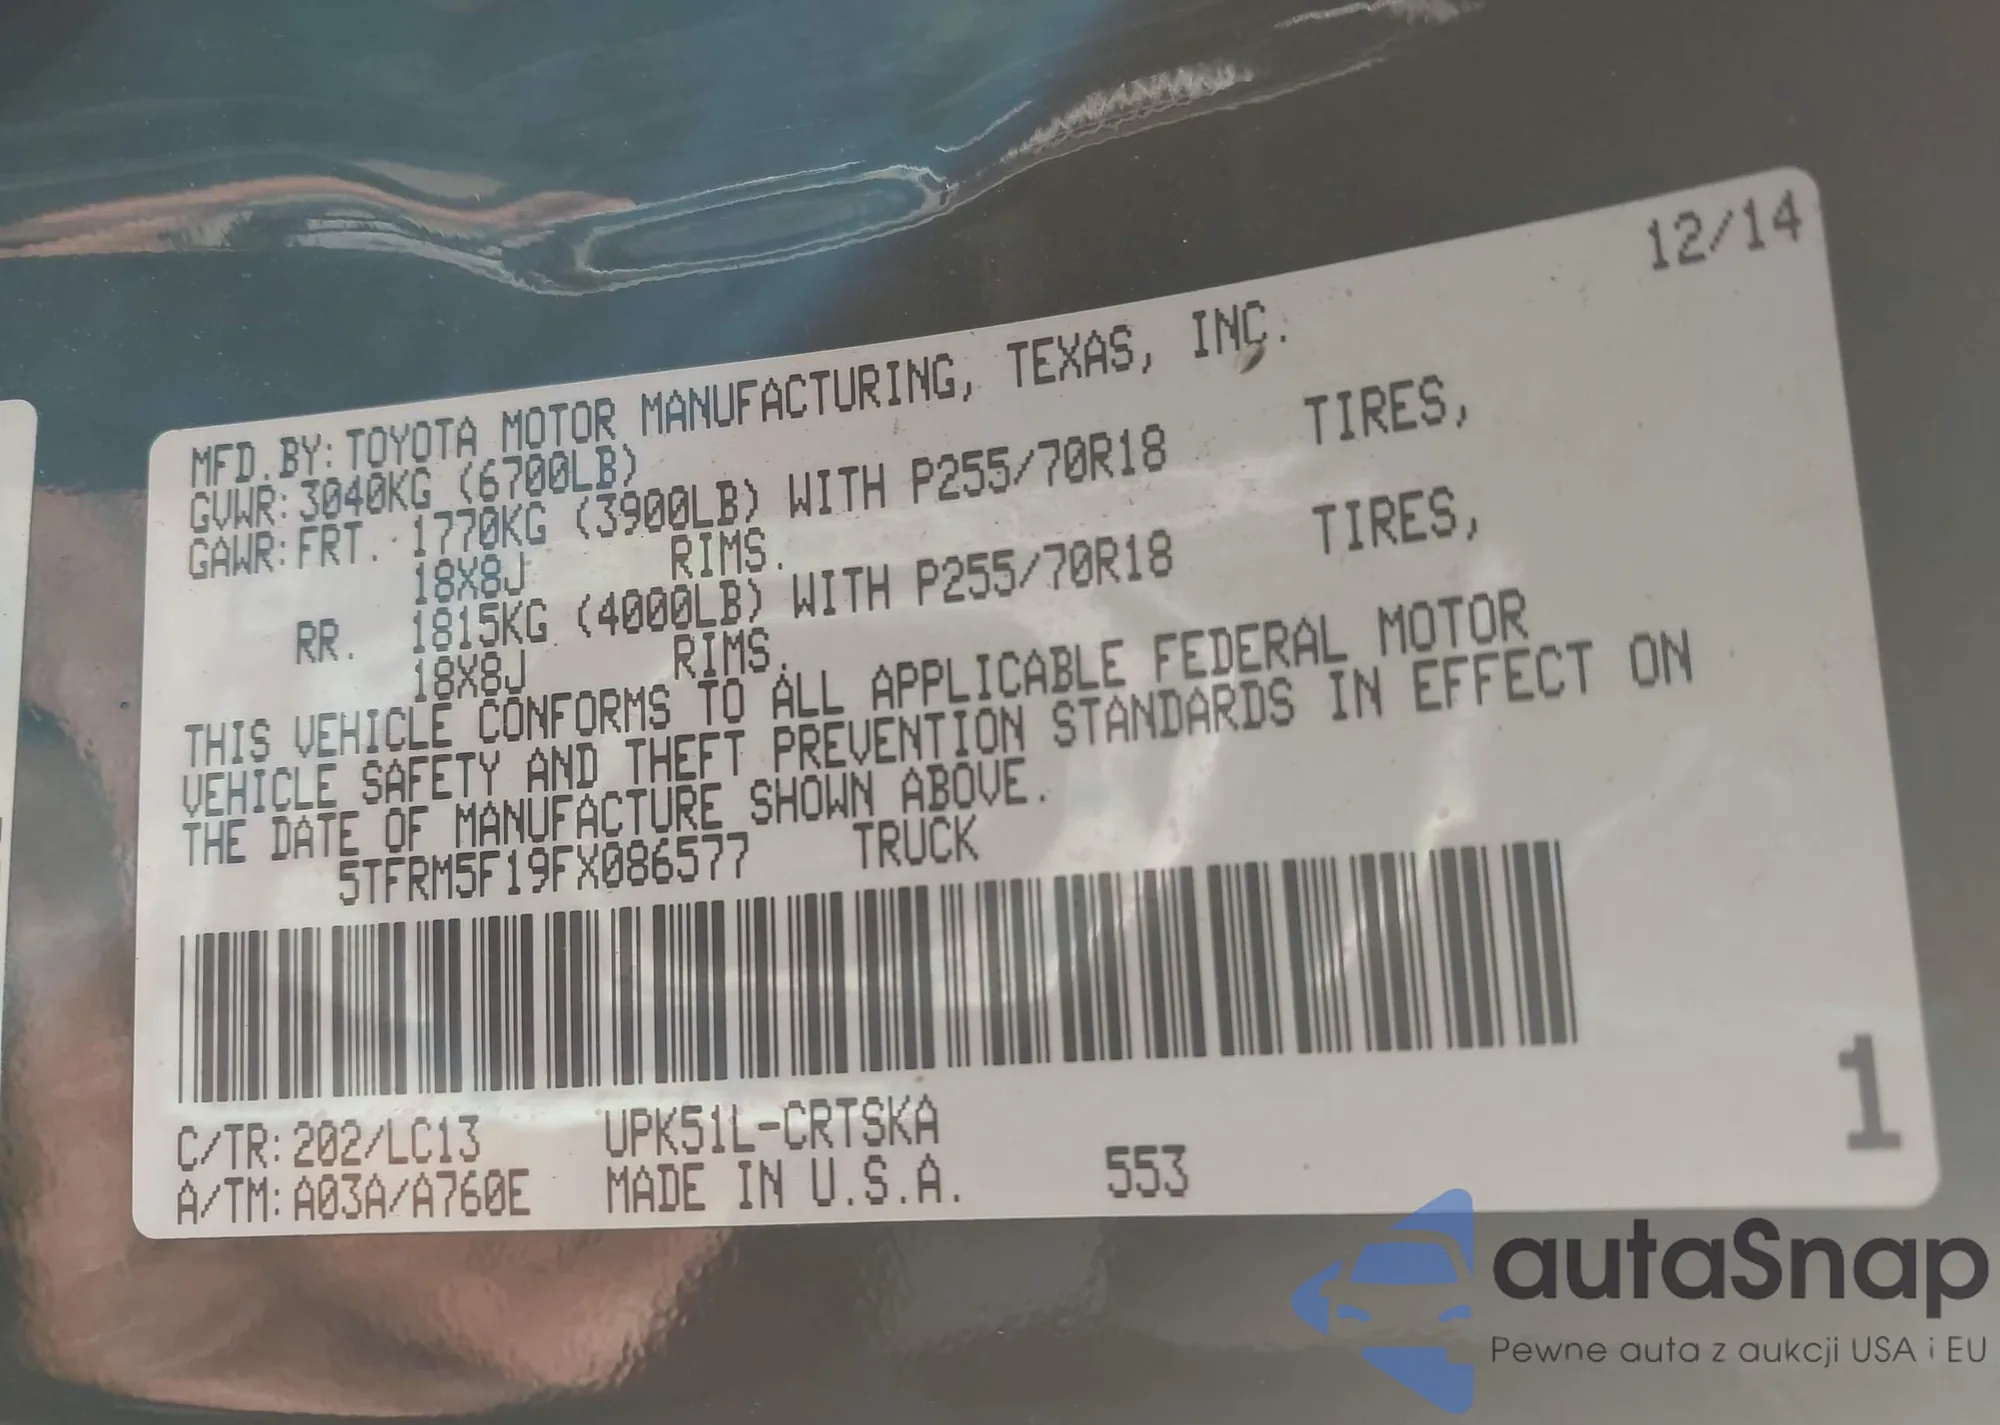 12/14
MFD.BY:TOYOTA MOTOR MANUFACTURING, TEXAS, INC.
GVWR:3040KG (6700LB)
GAWR:FRT. 1770KG (3900LB) WITH P255/70R18 TIRES,
18X8J RIMS.
RR. 1815KG (4000LB) WITH P255/70R18 TIRES,
18X8J RIMS.
THIS VEHICLE CONFORMS TO ALL APPLICABLE FEDERAL MOTOR
VEHICLE SAFETY AND THEFT PREVENTION STANDARDS IN EFFECT ON
THE DATE OF MANUFACTURE SHOWN ABOVE.
5TFRM5F19FX086577 TRUCK
C/TR:202/LC13 UPK51L-CRTSKA
A/TM:A03A/A760E MADE IN U.S.A. 553
1
autaSnap
Pewne auta z aukcji USA i EU